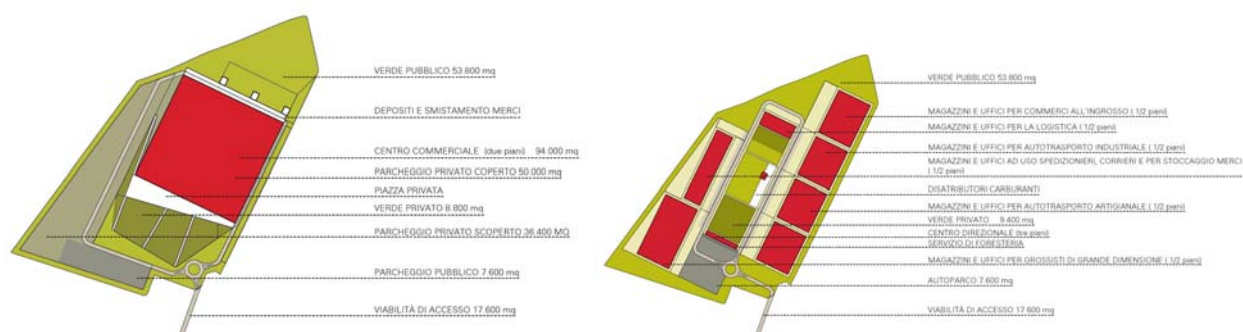 VERDE PUBBLICO 53.800 mq
DEPOSITI E SMISTAMENTO MERCI
CENTRO COMMERCIALE (due piani) 94.000 mq
PARCHEGGIO PRIVATO COPERTO 50.000 mq
PIAZZA PRIVATA
VERDE PRIVATO 8.800 mq
PARCHEGGIO PRIVATO SCOPERTO 36.400 MQ
PARCHEGGIO PUBBLICO 7.600 mq
VIABILITÀ DI ACCESSO 17.600 mq
VERDE PUBBLICO 53.800 mq
MAGAZZINI E UFFICI PER COMMERCI ALL'INGROSSO ( 1/2 piani)
MAGAZZINI E UFFICI PER LA LOGISTICA ( 1/2 piani)
MAGAZZINI E UFFICI PER AUTOTRASPORTO INDUSTRIALE ( 1/2 piani)
MAGAZZINI E UFFICI AD USO SPEDIZIONIERI, CORRIERI E PER STOCCAGGIO MERCI
( 1/2 piani)
DISATRIBUTORI CARBURANTI
MAGAZZINI E UFFICI PER AUTOTRASPORTO ARTIGIANALE ( 1/2 piani)
VERDE PRIVATO 9.400 mq
CENTRO DIREZIONALE (tre piani)
SERVIZIO DI FORESTERIA
MAGAZZINI E UFFICI PER GROSSISTI DI GRANDE DIMENSIONE ( 1/2 piani)
AUTOPARCO 7.600 mq
VIABILITÀ DI ACCESSO 17.600 mq